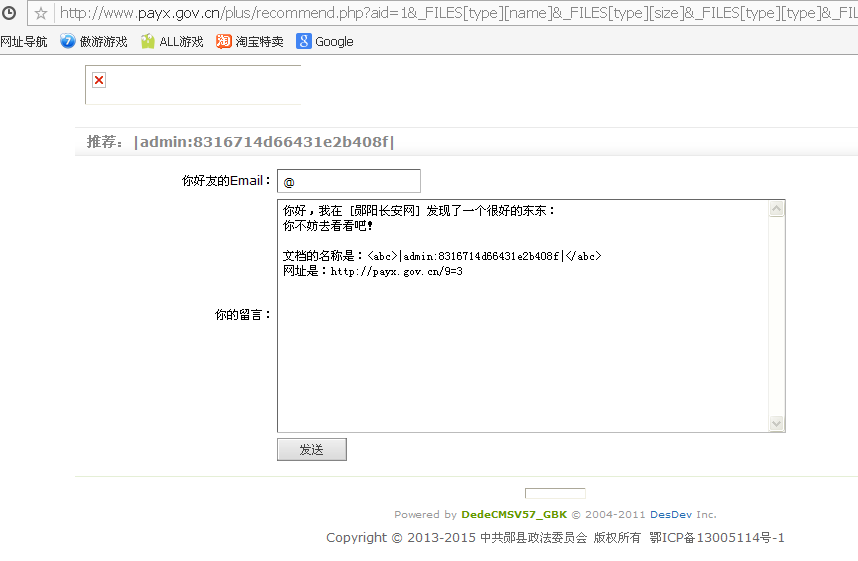 http://www.payx.gov.cn/plus/recommend.php?aid=1&_FILES[type][name]&_FILES[type][size]&_FILES[type][type]&_FIL
网址导航 7 傲游游戏 ALL游戏 淘 淘宝特卖 8 Google
推荐：|admin:8316714d66431e2b408f|
你好友的Email： @
你好，我在 [郧阳长安网] 发现了一个很好的东东：
你不妨去看看吧！
文档的名称是：<abc>|admin:8316714d66431e2b408f|</abc>
网址是：http://payx.gov.cn/9=3
你的留言：
发送
Powered by DedeCMSV57_GBK © 2004-2011 DesDev Inc.
Copyright © 2013-2015 中共郧县政法委员会 版权所有 鄂ICP备13005114号-1